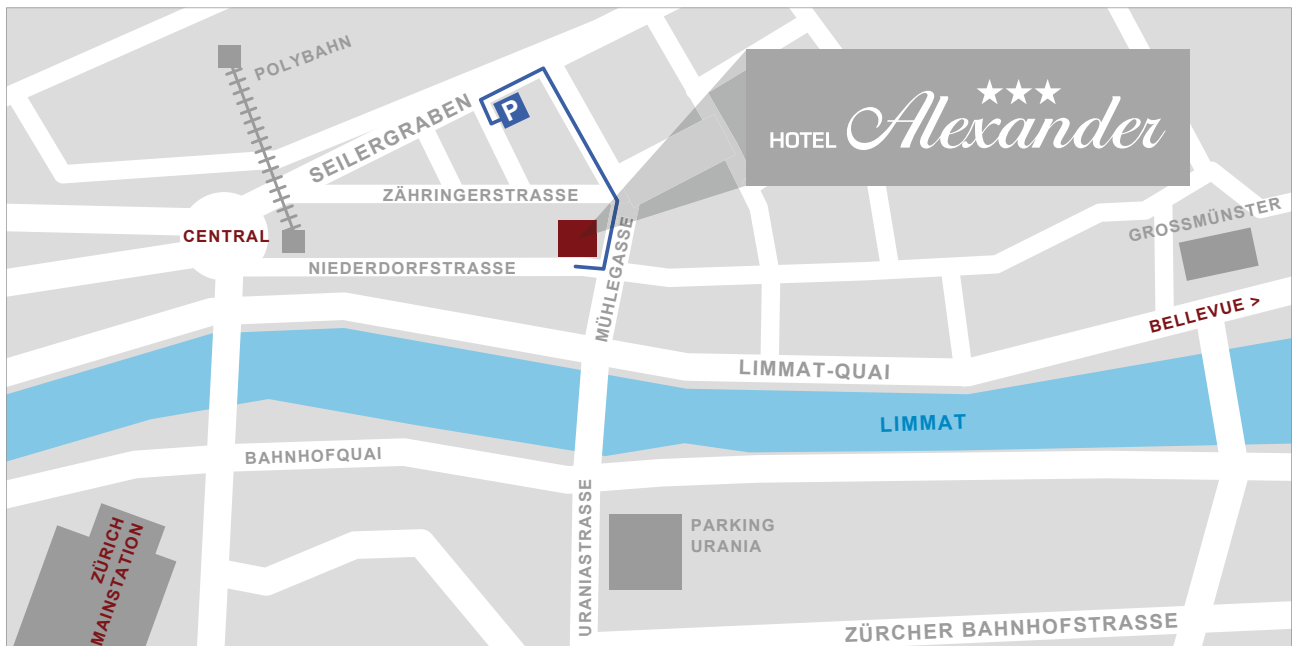 POLYBAHN
SEILERGRABEN
P
HOTEL Alexander
ZÄHRINGERSTRASSE
CENTRAL
NIEDERDORFSTRASSE
MÜHLEGASSE
GROSSMÜNSTER
BELLEVUE >
LIMMAT-QUAI
LIMMAT
BAHNHOFQUAI
ZÜRICH
MAINSTATION
URANIASTRASSE
PARKING
URANIA
ZÜRCHER BAHNHOFSTRASSE